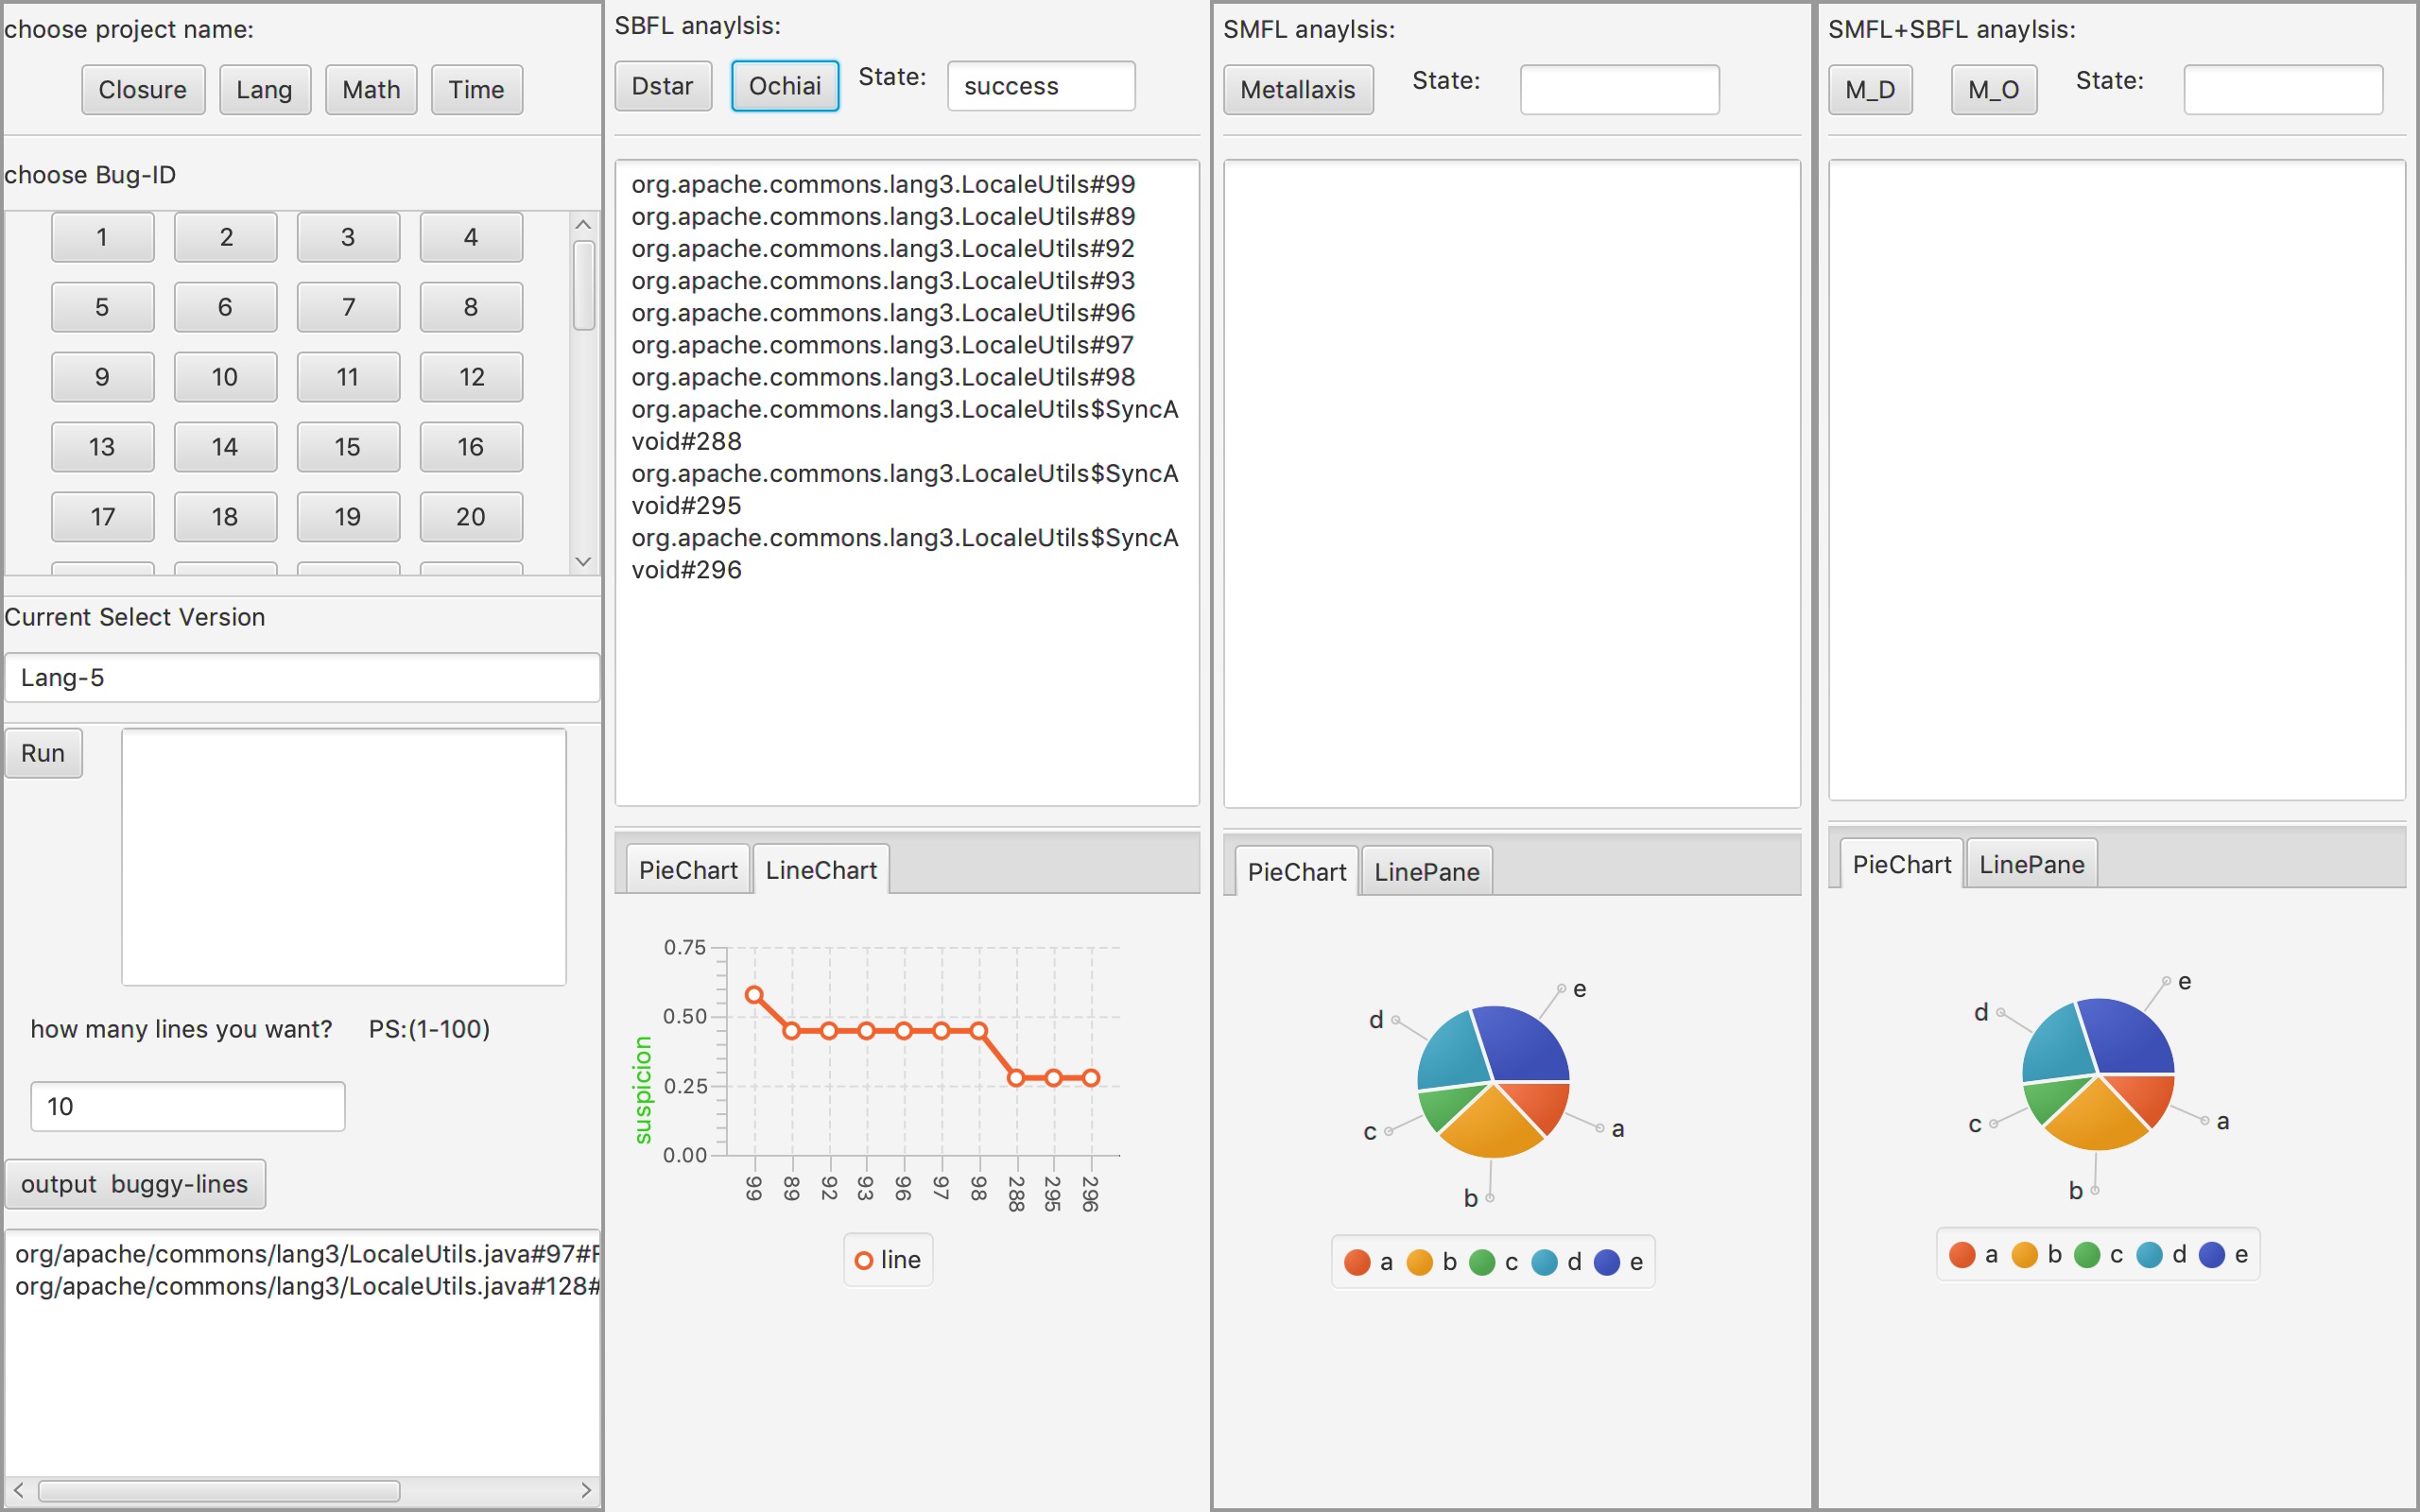 choose project name:
Closure Lang Math Time
choose Bug-ID
1 2 3 4
5 6 7 8
9 10 11 12
13 14 15 16
17 18 19 20
Current Select Version
Lang-5
Run
how many lines you want? PS:(1-100)
10
output buggy-lines
org/apache/commons/lang3/LocaleUtils.java#97#
org/apache/commons/lang3/LocaleUtils.java#128#
SBFL anaylsis:
Dstar Ochiai State: success
org.apache.commons.lang3.LocaleUtils#99
org.apache.commons.lang3.LocaleUtils#89
org.apache.commons.lang3.LocaleUtils#92
org.apache.commons.lang3.LocaleUtils#93
org.apache.commons.lang3.LocaleUtils#96
org.apache.commons.lang3.LocaleUtils#97
org.apache.commons.lang3.LocaleUtils#98
org.apache.commons.lang3.LocaleUtils$SyncA
void#288
org.apache.commons.lang3.LocaleUtils$SyncA
void#295
org.apache.commons.lang3.LocaleUtils$SyncA
void#296
PieChart LineChart
suspicion
0.75
0.50
0.25
0.00
99 89 92 93 96 97 98 288 295 296
line
SMFL anaylsis:
Metallaxis State:
PieChart LinePane
e
d
a
c
b
a b c d e
SMFL+SBFL anaylsis:
M_D M_O State:
PieChart LinePane
e
d
a
c
b
a b c d e